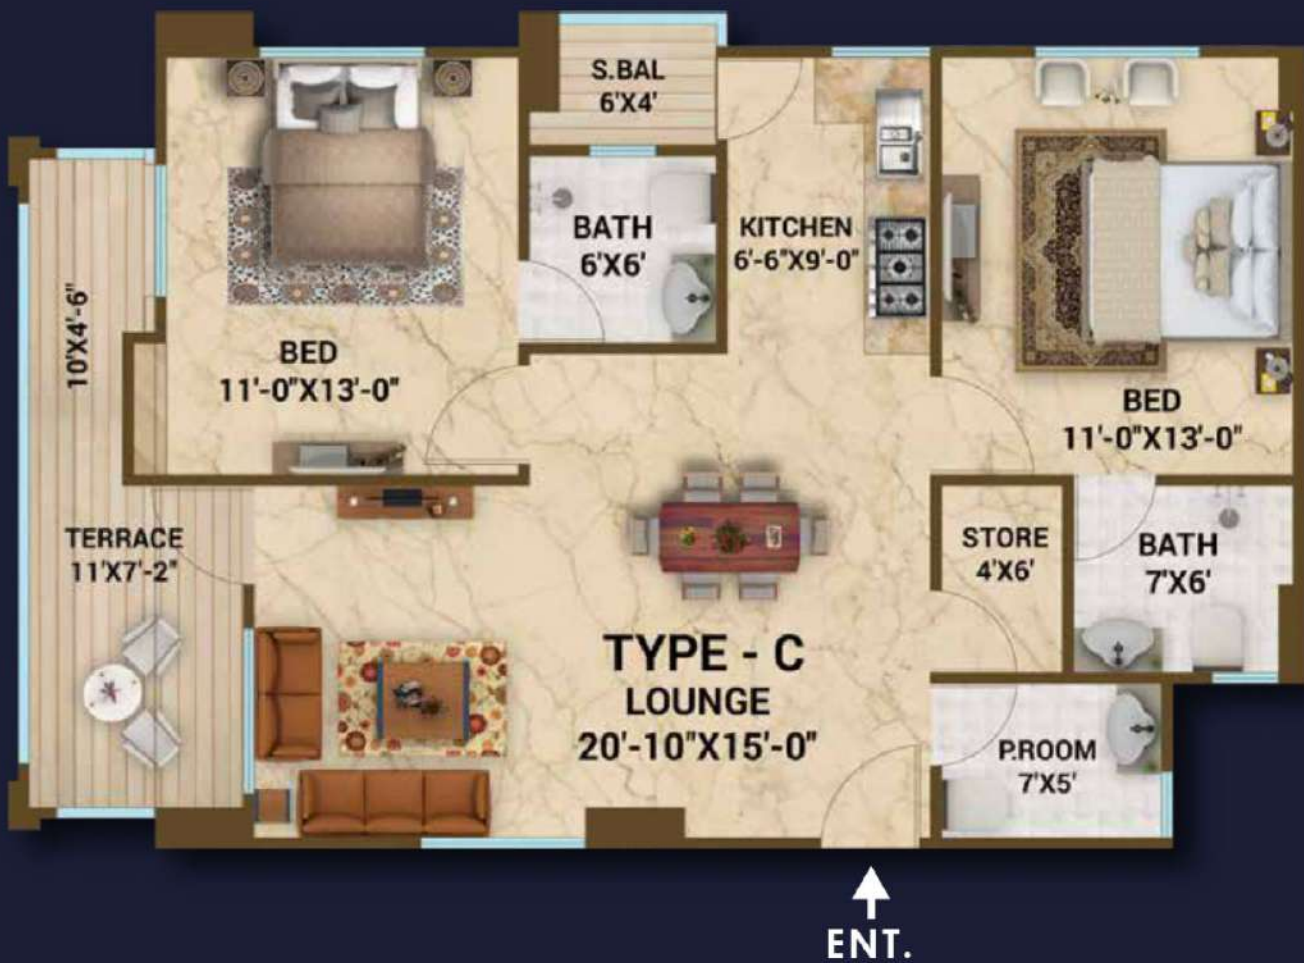 S.BAL
6'X4'
BATH
6'X6'
KITCHEN
6'-6"X9'-0"
10'X4'-6"
BED
11'-0"X13'-0"
BED
11'-0"X13'-0"
TERRACE
11'X7'-2"
STORE
4'X6'
BATH
7'X6'
TYPE - C
LOUNGE
20'-10"X15'-0"
P.ROOM
7'X5'
ENT.